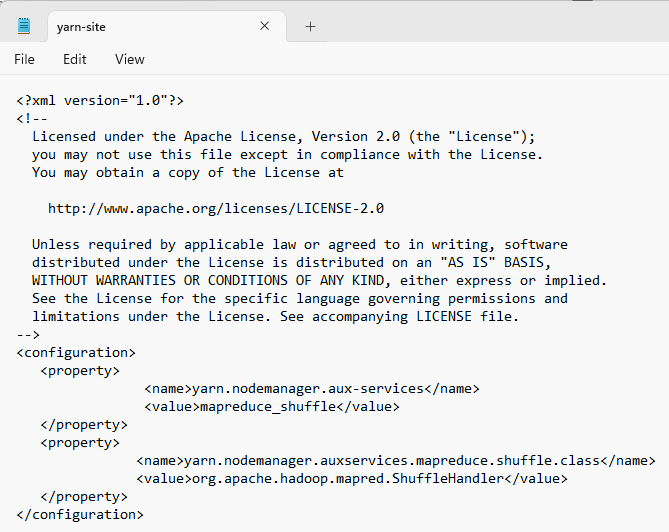 yarn-site
File Edit View
<?xml version="1.0"?>
<!--
Licensed under the Apache License, Version 2.0 (the "License");
you may not use this file except in compliance with the License.
You may obtain a copy of the License at
http://www.apache.org/licenses/LICENSE-2.0
Unless required by applicable law or agreed to in writing, software
distributed under the License is distributed on an "AS IS" BASIS,
WITHOUT WARRANTIES OR CONDITIONS OF ANY KIND, either express or implied.
See the License for the specific language governing permissions and
limitations under the License. See accompanying LICENSE file.
-->
<configuration>
<property>
<name>yarn.nodemanager.aux-services</name>
<value>mapreduce_shuffle</value>
</property>
<property>
<name>yarn.nodemanager.auxservices.mapreduce.shuffle.class</name>
<value>org.apache.hadoop.mapred.ShuffleHandler</value>
</property>
</configuration>